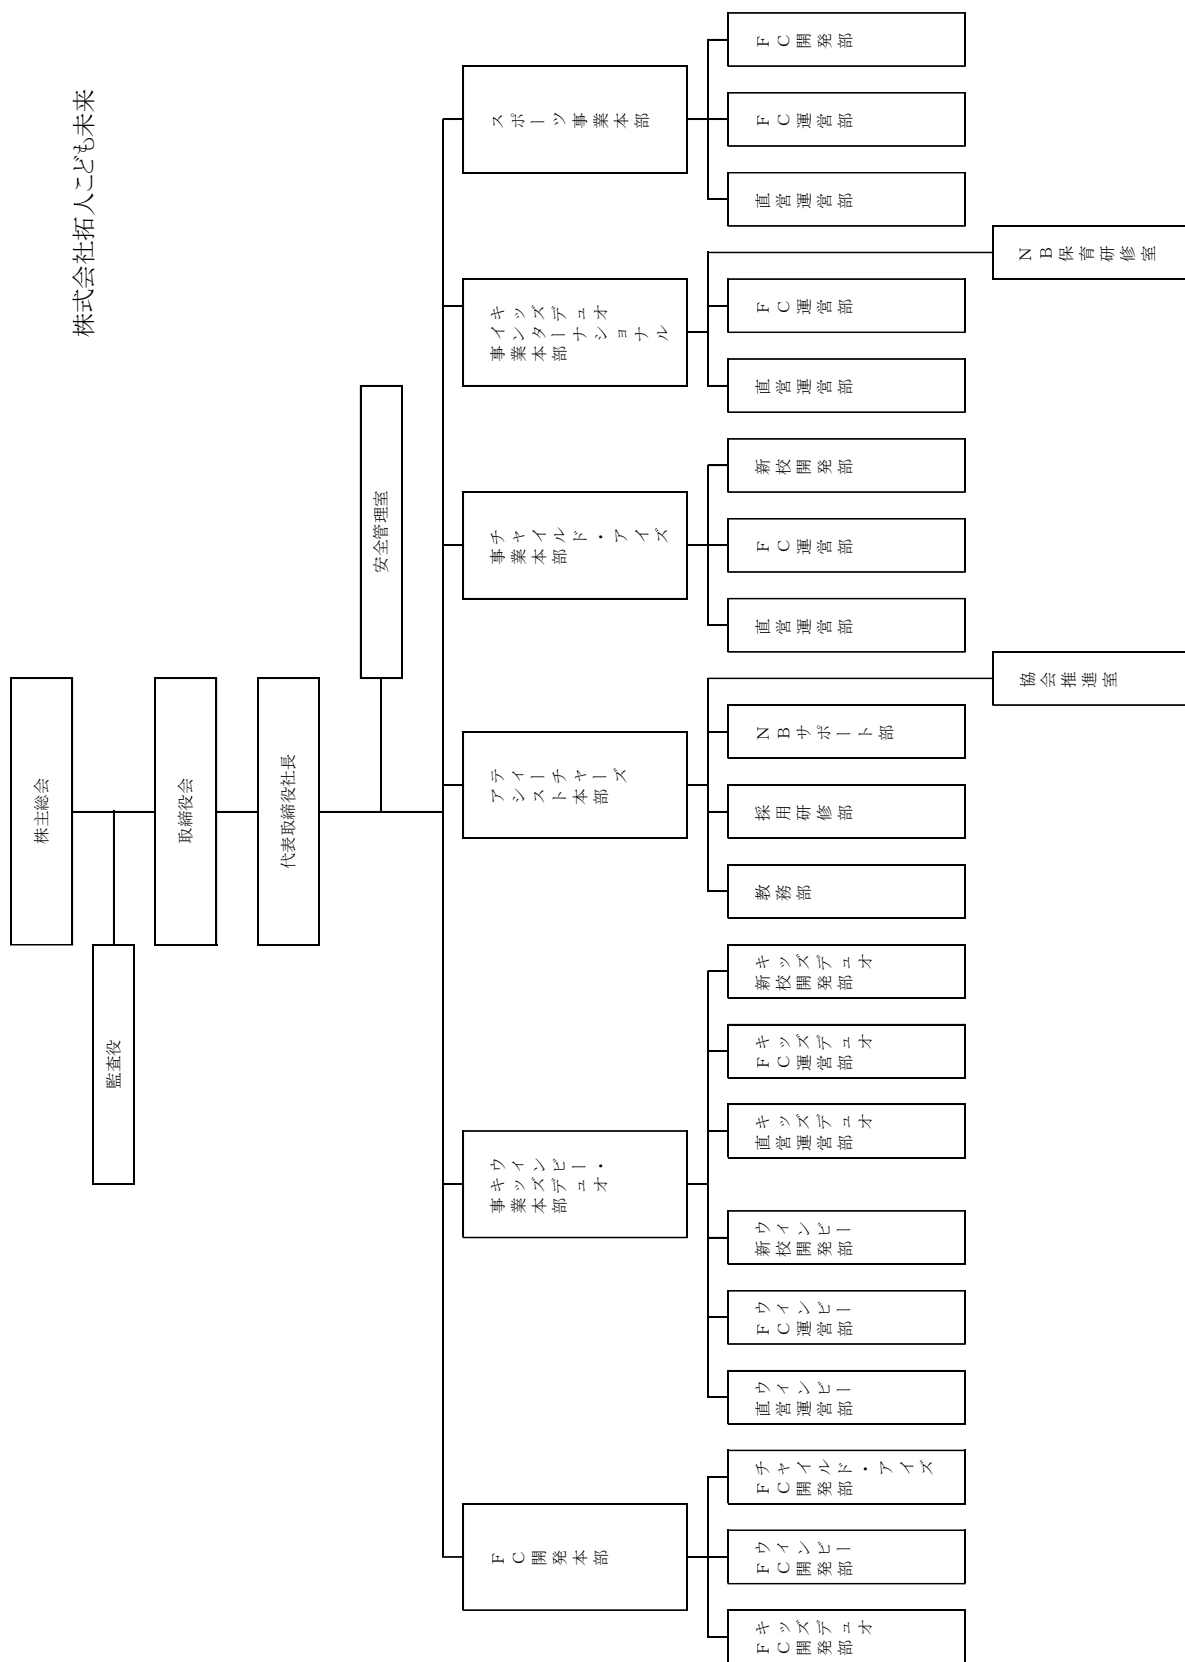 株式会社拓人こども未来
株主総会
監査役
取締役会
代表取締役社長
安全管理室
ＦＣ開発本部
ウインビー・
キッズデュオ
事業本部
ティーチャーズ
アシスト本部
チャイルド・アイズ
事業本部
キッズデュオ
インターナショナル
事業本部
スポーツ事業本部
キッズデュオ
ＦＣ開発部
ウインビー
ＦＣ開発部
チャイルド・アイズ
ＦＣ開発部
ウインビー
直営運営部
ウインビー
ＦＣ運営部
ウインビー
新校開発部
キッズデュオ
直営運営部
キッズデュオ
ＦＣ運営部
キッズデュオ
新校開発部
教務部
採用研修部
ＮＢサポート部
直営運営部
ＦＣ運営部
新校開発部
直営運営部
ＦＣ運営部
直営運営部
ＦＣ運営部
ＦＣ開発部
協会推進室
ＮＢ保育研修室